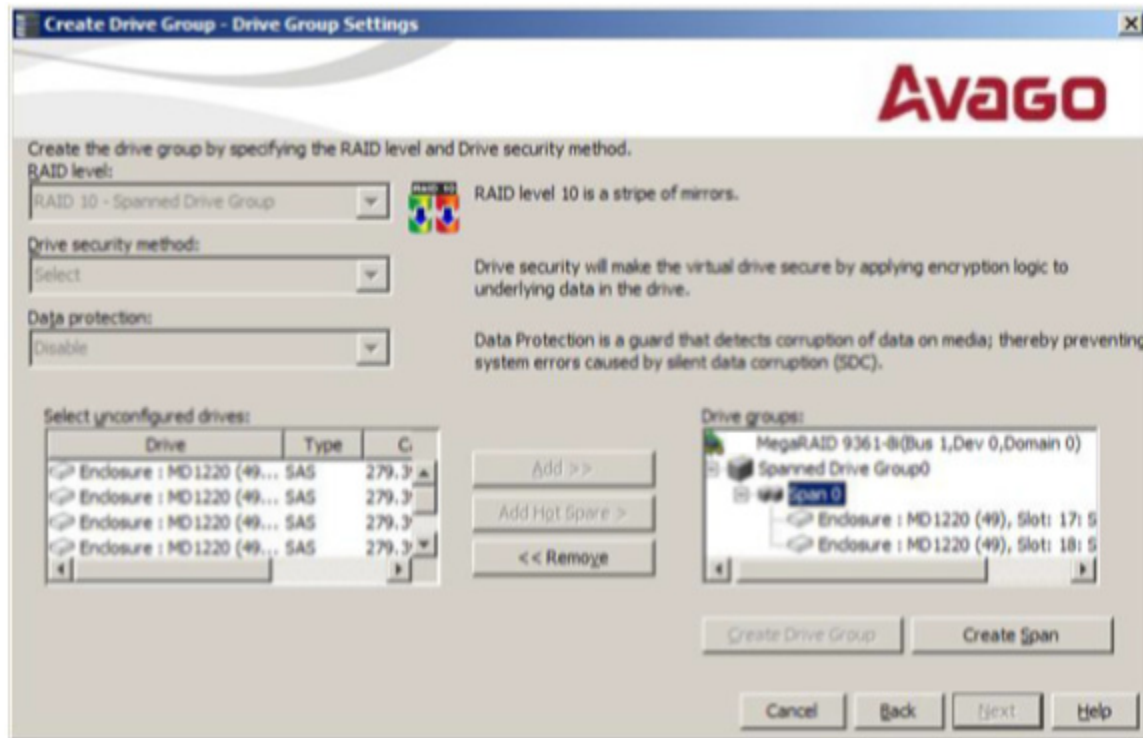 Create Drive Group - Drive Group Settings
AVAGO
Create the drive group by specifying the RAID level and Drive security method.
RAID level:
RAID 10 - Spanned Drive Group
RAID 10
RAID level 10 is a stripe of mirrors.
Drive security method:
Select
Drive security will make the virtual drive secure by applying encryption logic to
underlying data in the drive.
Data protection:
Disable
Data Protection is a guard that detects corruption of data on media; thereby preventing
system errors caused by silent data corruption (SDC).
Select unconfigured drives:
Drive Type
Enclosure : MD1220 (49... SAS 279.3
Enclosure : MD1220 (49... SAS 279.3
Enclosure : MD1220 (49... SAS 279.3
Enclosure : MD1220 (49... SAS 279.3
Add >>
Add Hot Spare >
<< Remove
Drive groups:
MegaRAID 9361-8i(Bus 1,Dev 0,Domain 0)
Spanned Drive Group0
Span 0
Enclosure : MD1220 (49), Slot: 17: S
Enclosure : MD1220 (49), Slot: 18: S
Create Drive Group Create Span
Cancel Back Next Help